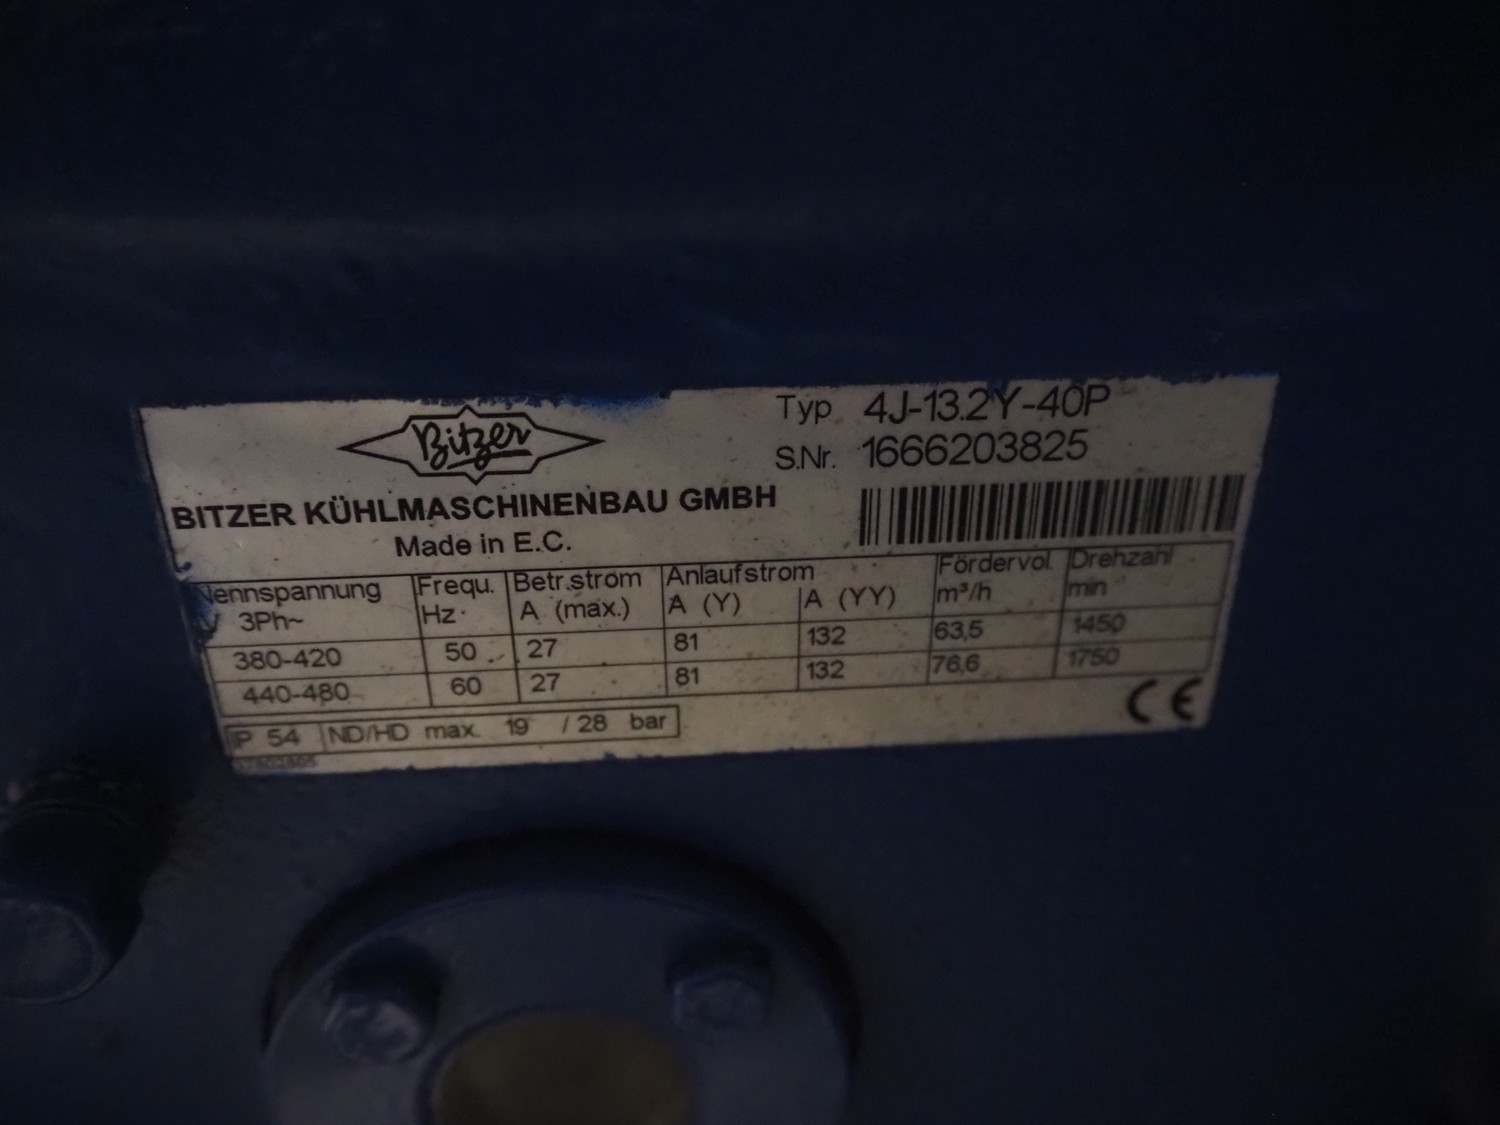 Bitzer
Typ 4J-13.2Y-40P
S.Nr. 1666203825
BITZER KÜHLMASCHINENBAU GMBH
Made in E.C.
Nennspannung Frequ. Betr.strom Anlaufstrom Fördervol. Drehzahl
V 3Ph~ Hz A (max.) A (Y) A (YY) m³/h min
380-420 50 27 81 132 63,5 1450
440-480 60 27 81 132 76,6 1750
IP 54 ND/HD max. 19 / 28 bar
CE